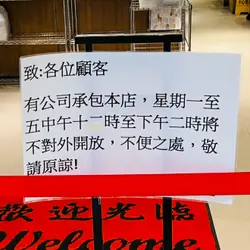 致:各位顧客
有公司承包本店，星期一至
五中午十二時至下午二時將
不對外開放，不便之處，敬
請原諒!
歡迎光臨
Welcome